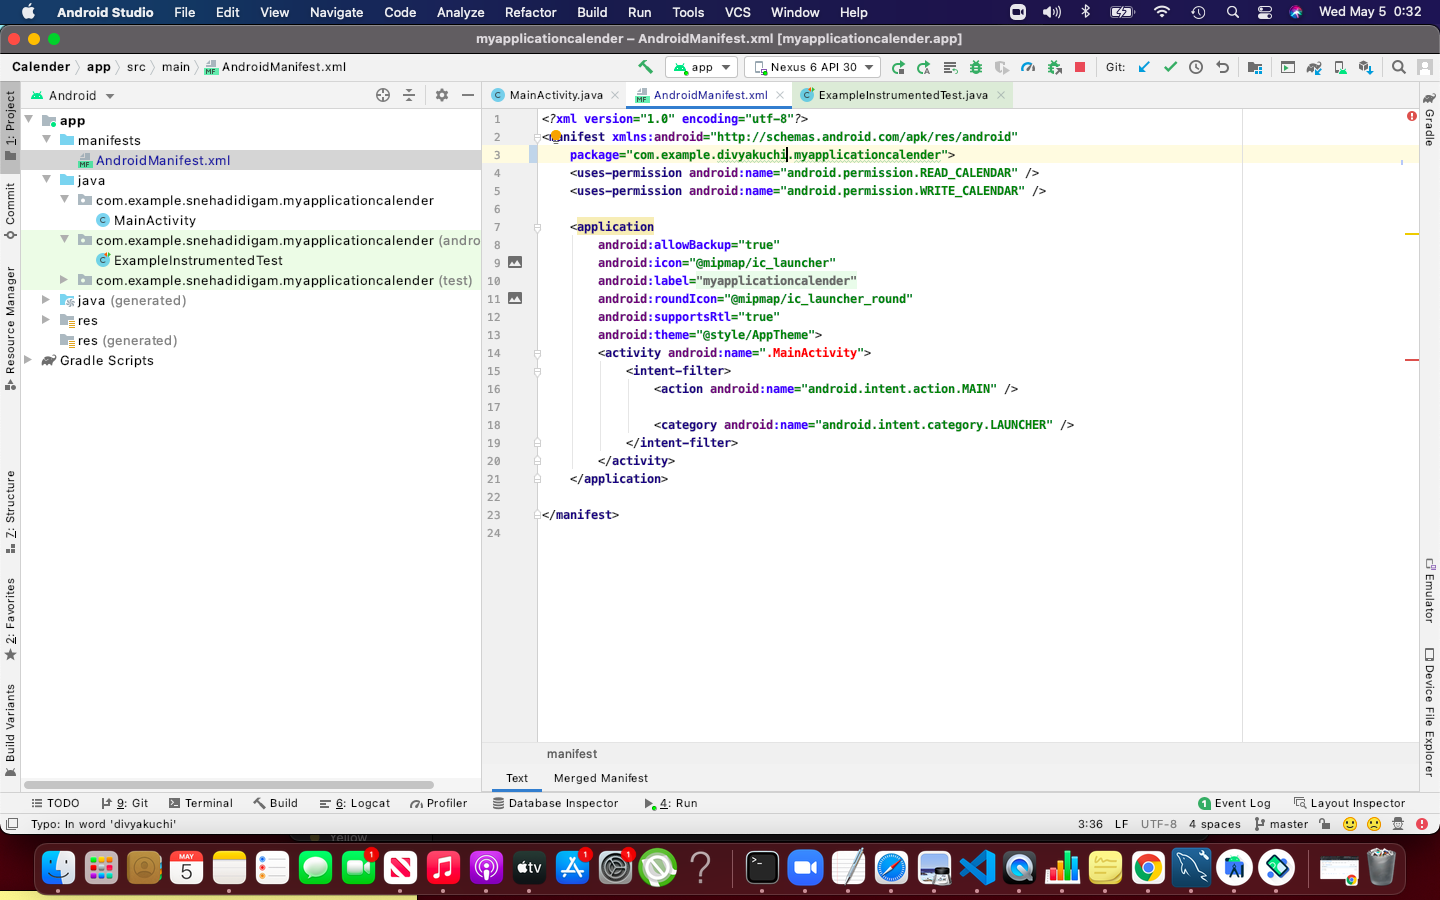 Android Studio File Edit View Navigate Code Analyze Refactor Build Run Tools VCS Window Help Wed May 5 0:32
myapplicationcalender – AndroidManifest.xml [myapplicationcalender.app]
Calender app src main AndroidManifest.xml app Nexus 6 API 30 Git:
Android
MainActivity.java AndroidManifest.xml ExampleInstrumentedTest.java
app
manifests
AndroidManifest.xml
java
com.example.snehadidigam.myapplicationcalender
MainActivity
com.example.snehadidigam.myapplicationcalender (andro
ExampleInstrumentedTest
com.example.snehadidigam.myapplicationcalender (test)
java (generated)
res
res (generated)
Gradle Scripts
1: Project
Commit
Resource Manager
Z: Structure
2: Favorites
Build Variants
1 <?xml version="1.0" encoding="utf-8"?>
2 <manifest xmlns:android="http://schemas.android.com/apk/res/android"
3 package="com.example.divyakuchi.myapplicationcalender">
4 <uses-permission android:name="android.permission.READ_CALENDAR" />
5 <uses-permission android:name="android.permission.WRITE_CALENDAR" />
6
7 <application
8 android:allowBackup="true"
9 android:icon="@mipmap/ic_launcher"
10 android:label="myapplicationcalender"
11 android:roundIcon="@mipmap/ic_launcher_round"
12 android:supportsRtl="true"
13 android:theme="@style/AppTheme">
14 <activity android:name=".MainActivity">
15 <intent-filter>
16 <action android:name="android.intent.action.MAIN" />
17
18 <category android:name="android.intent.category.LAUNCHER" />
19 </intent-filter>
20 </activity>
21 </application>
22
23 </manifest>
24
Gradle
Emulator
Device File Explorer
manifest
Text Merged Manifest
TODO 9: Git Terminal Build 6: Logcat Profiler Database Inspector 4: Run 1 Event Log Layout Inspector
Typo: In word 'divyakuchi' 3:36 LF UTF-8 4 spaces master
Yellow
MAY
5
1
tv
1
1